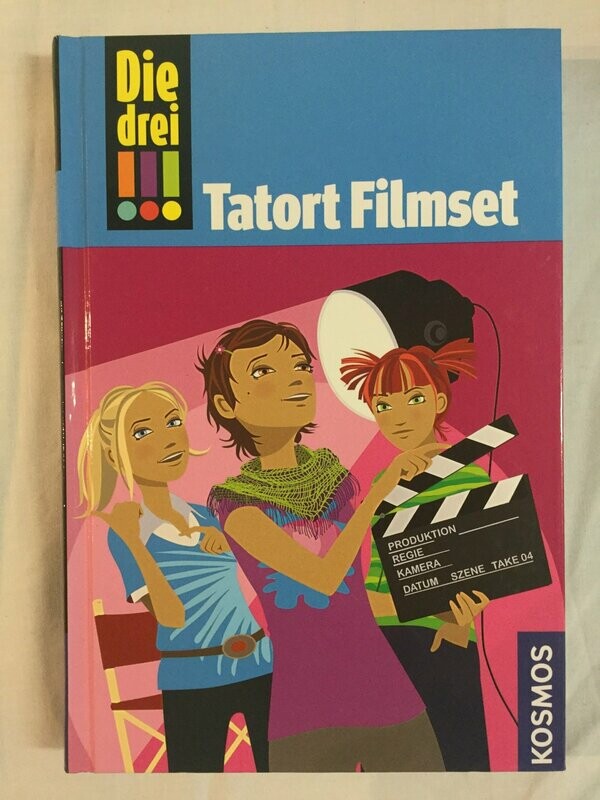 Die
drei
!!!
Tatort Filmset
PRODUKTION
REGIE
KAMERA
DATUM SZENE TAKE 04
KOSMOS